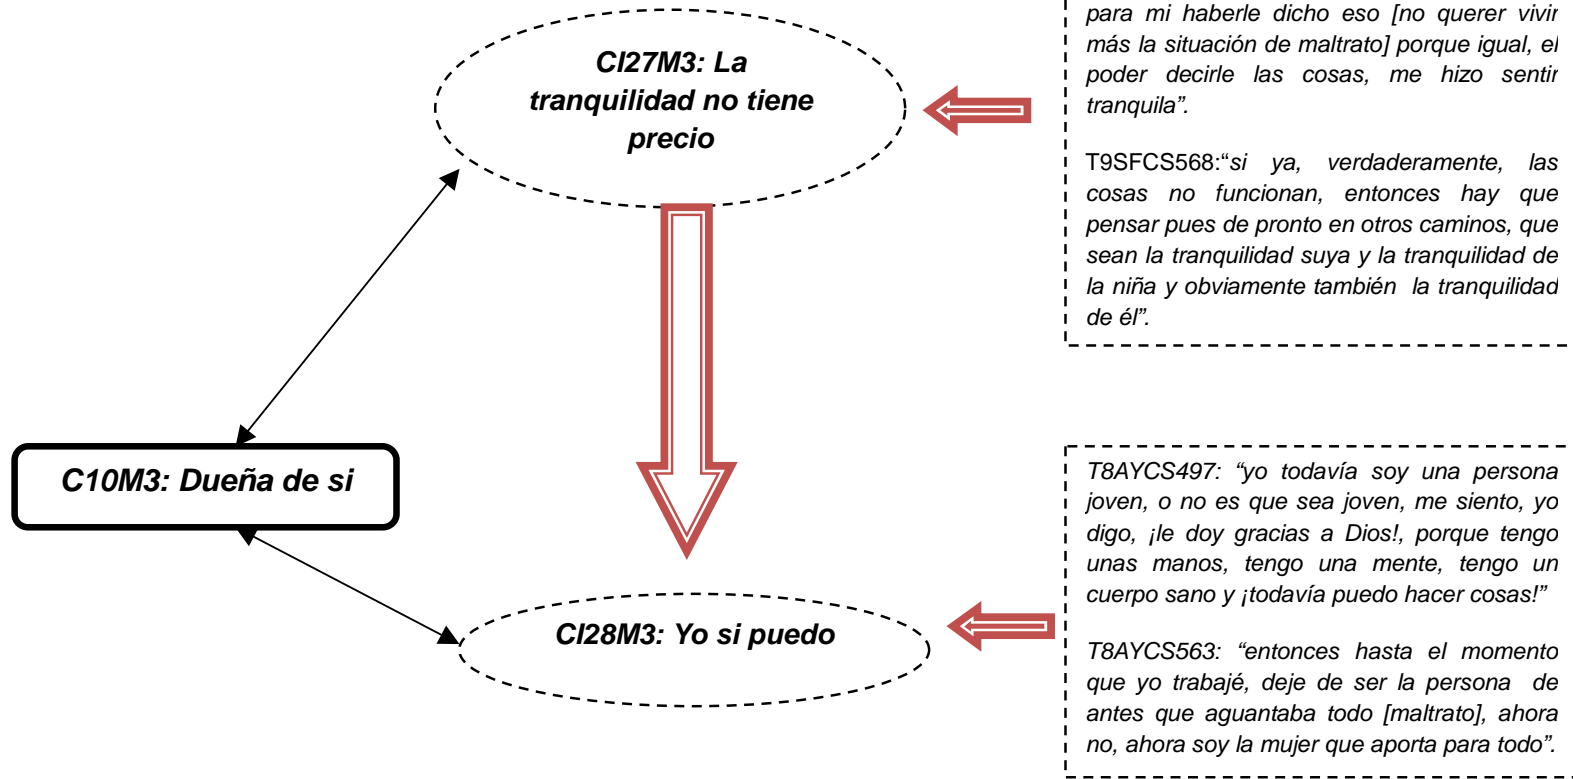 CI27M3: La
tranquilidad no tiene
precio
para mi haberle dicho eso [no querer vivir
más la situación de maltrato] porque igual, el
poder decirle las cosas, me hizo sentir
tranquila”.
T9SFCS568:“si ya, verdaderamente, las
cosas no funcionan, entonces hay que
pensar pues de pronto en otros caminos, que
sean la tranquilidad suya y la tranquilidad de
la niña y obviamente también la tranquilidad
de él”.
C10M3: Dueña de si
CI28M3: Yo si puedo
T8AYCS497: “yo todavía soy una persona
joven, o no es que sea joven, me siento, yo
digo, ¡le doy gracias a Dios!, porque tengo
unas manos, tengo una mente, tengo un
cuerpo sano y ¡todavía puedo hacer cosas!”
T8AYCS563: “entonces hasta el momento
que yo trabajé, deje de ser la persona de
antes que aguantaba todo [maltrato], ahora
no, ahora soy la mujer que aporta para todo”.